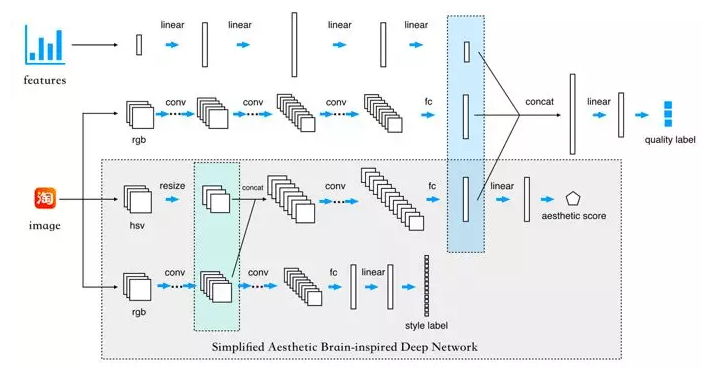 linear linear linear linear
features
conv conv conv fc concat linear
rgb
quality label
淘
image
resize concat conv fc linear
hsv
aesthetic score
conv conv fc linear
rgb
style label
Simplified Aesthetic Brain-inspired Deep Network